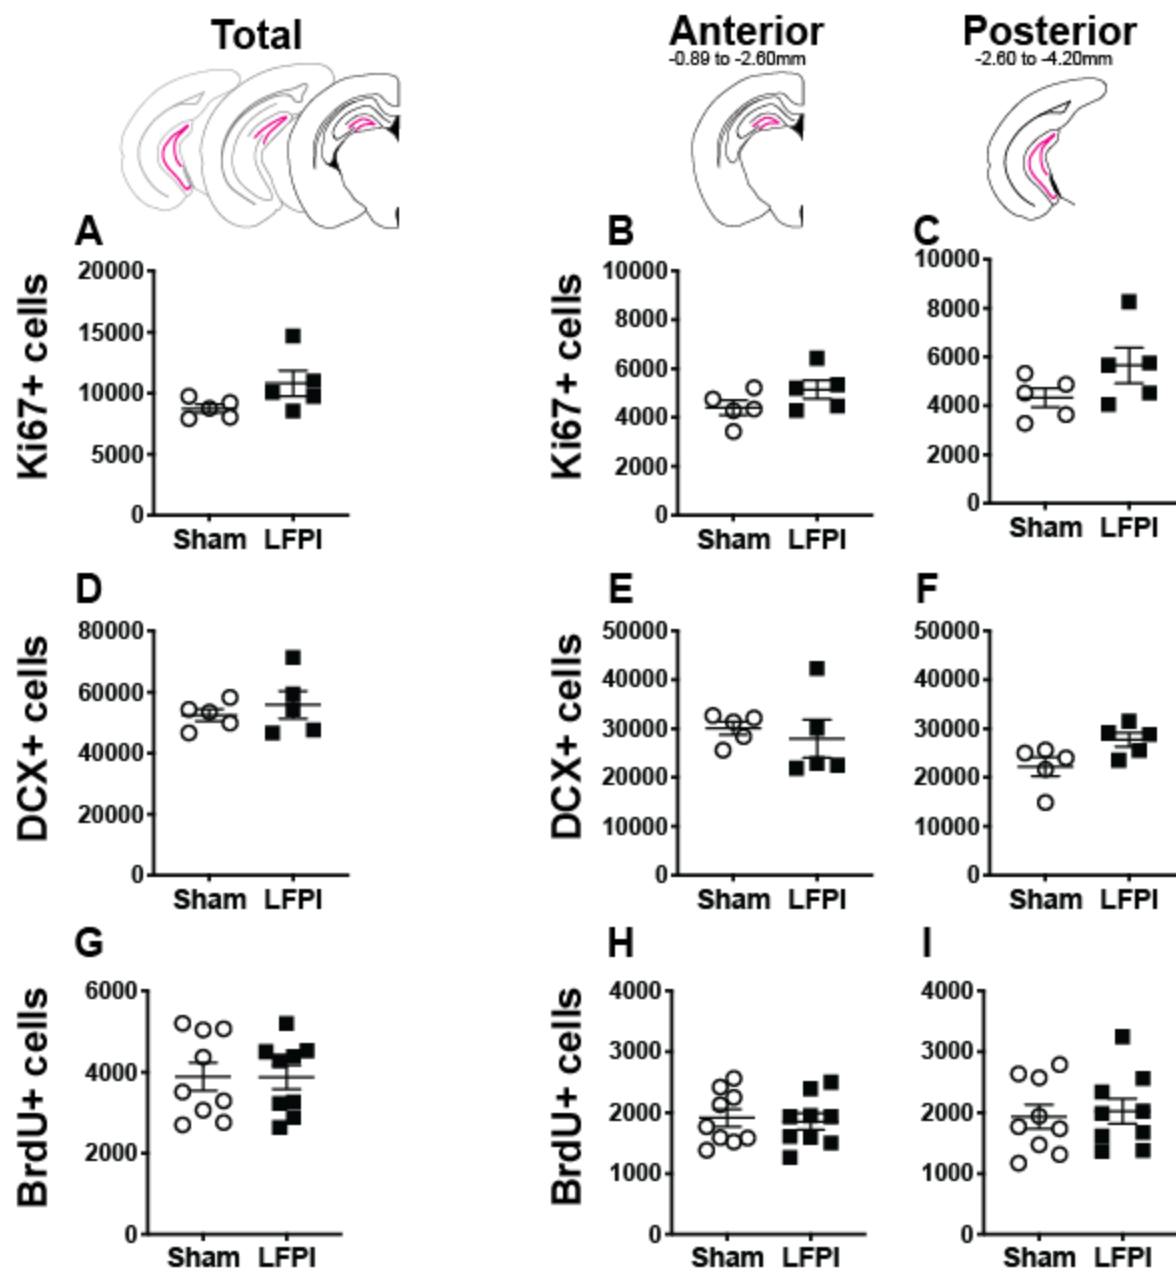 Total
Anterior
-0.89 to -2.60mm
Posterior
-2.60 to -4.20mm
A
Ki67+ cells
20000
15000
10000
5000
0
Sham LFPI
B
Ki67+ cells
10000
8000
6000
4000
2000
0
Sham LFPI
C
10000
8000
6000
4000
2000
0
Sham LFPI
D
DCX+ cells
80000
60000
40000
20000
0
Sham LFPI
E
DCX+ cells
50000
40000
30000
20000
10000
0
Sham LFPI
F
50000
40000
30000
20000
10000
0
Sham LFPI
G
BrdU+ cells
6000
4000
2000
0
Sham LFPI
H
BrdU+ cells
4000
3000
2000
1000
0
Sham LFPI
I
4000
3000
2000
1000
0
Sham LFPI